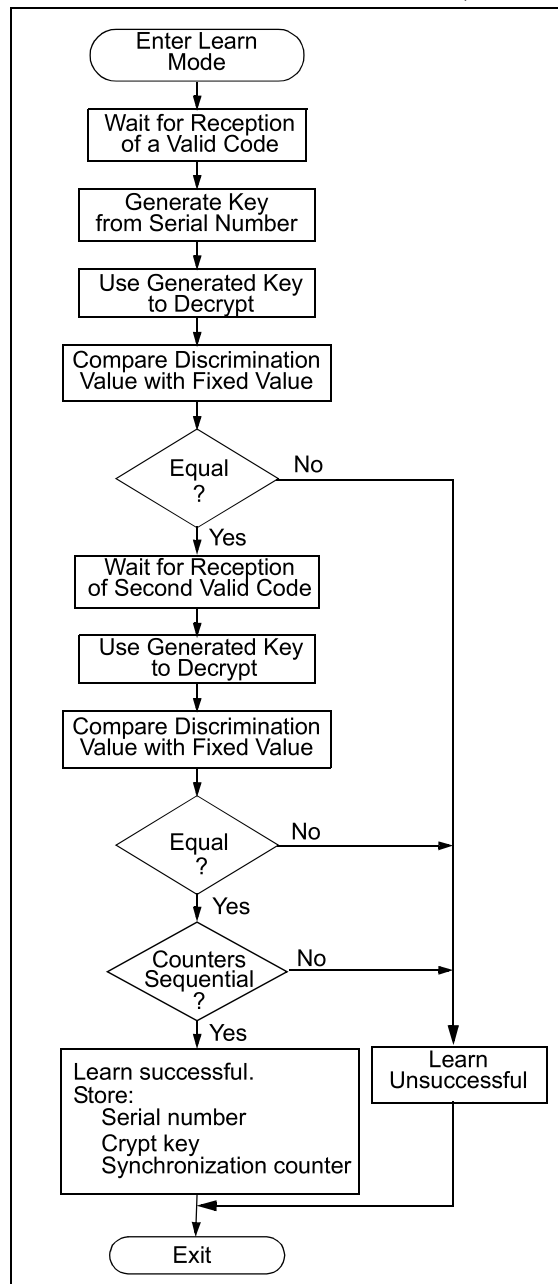 Enter Learn
Mode
Wait for Reception
of a Valid Code
Generate Key
from Serial Number
Use Generated Key
to Decrypt
Compare Discrimination
Value with Fixed Value
Equal
?
No
Yes
Wait for Reception
of Second Valid Code
Use Generated Key
to Decrypt
Compare Discrimination
Value with Fixed Value
Equal
?
No
Yes
Counters
Sequential
?
No
Yes
Learn successful.
Store:
Serial number
Crypt key
Synchronization counter
Learn
Unsuccessful
Exit